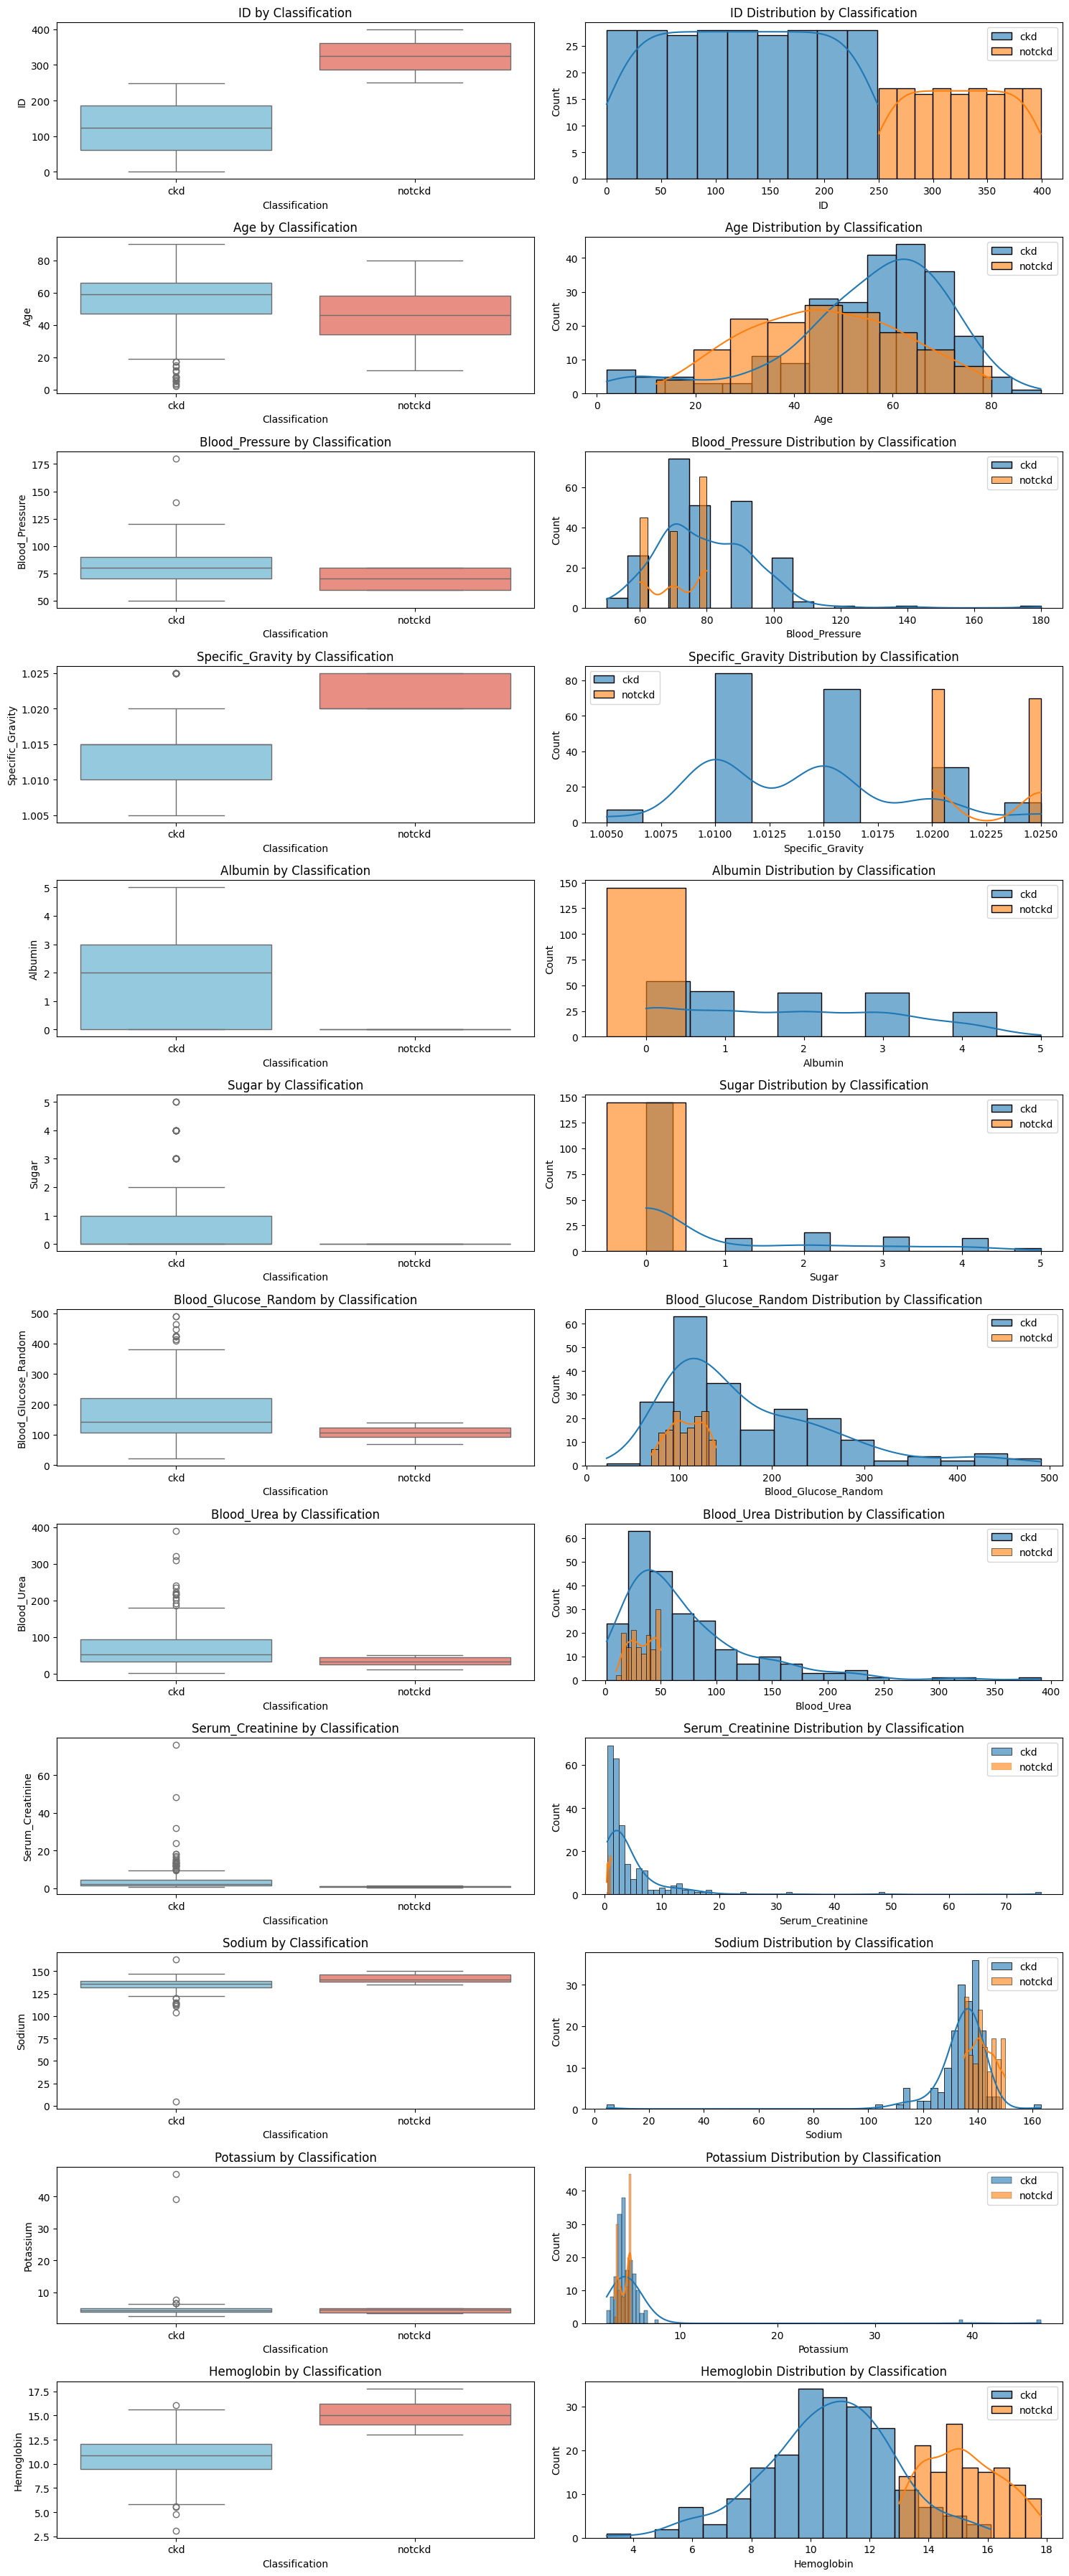 ID by Classification
ID
400
300
200
100
0
ckd
notckd
Classification
ID Distribution by Classification
Count
25
20
15
10
5
0
0
50
100
150
200
250
300
350
400
ID
ckd
notckd
Age by Classification
Age
80
60
40
20
0
ckd
notckd
Classification
Age Distribution by Classification
Count
40
30
20
10
0
0
20
40
60
80
Age
ckd
notckd
Blood_Pressure by Classification
Blood_Pressure
175
150
125
100
75
50
ckd
notckd
Classification
Blood_Pressure Distribution by Classification
Count
60
40
20
0
60
80
100
120
140
160
180
Blood_Pressure
ckd
notckd
Specific_Gravity by Classification
Specific_Gravity
1.025
1.020
1.015
1.010
1.005
ckd
notckd
Classification
Specific_Gravity Distribution by Classification
Count
80
60
40
20
0
1.0050
1.0075
1.0100
1.0125
1.0150
1.0175
1.0200
1.0225
1.0250
Specific_Gravity
ckd
notckd
Albumin by Classification
Albumin
5
4
3
2
1
0
ckd
notckd
Classification
Albumin Distribution by Classification
Count
150
125
100
75
50
25
0
0
1
2
3
4
5
Albumin
ckd
notckd
Sugar by Classification
Sugar
5
4
3
2
1
0
ckd
notckd
Classification
Sugar Distribution by Classification
Count
150
125
100
75
50
25
0
0
1
2
3
4
5
Sugar
ckd
notckd
Blood_Glucose_Random by Classification
Blood_Glucose_Random
500
400
300
200
100
0
ckd
notckd
Classification
Blood_Glucose_Random Distribution by Classification
Count
60
50
40
30
20
10
0
0
100
200
300
400
500
Blood_Glucose_Random
ckd
notckd
Blood_Urea by Classification
Blood_Urea
400
300
200
100
0
ckd
notckd
Classification
Blood_Urea Distribution by Classification
Count
60
50
40
30
20
10
0
0
50
100
150
200
250
300
350
400
Blood_Urea
ckd
notckd
Serum_Creatinine by Classification
Serum_Creatinine
60
40
20
0
ckd
notckd
Classification
Serum_Creatinine Distribution by Classification
Count
60
40
20
0
0
10
20
30
40
50
60
70
Serum_Creatinine
ckd
notckd
Sodium by Classification
Sodium
150
125
100
75
50
25
0
ckd
notckd
Classification
Sodium Distribution by Classification
Count
30
20
10
0
0
20
40
60
80
100
120
140
160
Sodium
ckd
notckd
Potassium by Classification
Potassium
40
30
20
10
ckd
notckd
Classification
Potassium Distribution by Classification
Count
40
30
20
10
0
10
20
30
40
Potassium
ckd
notckd
Hemoglobin by Classification
Hemoglobin
17.5
15.0
12.5
10.0
7.5
5.0
2.5
ckd
notckd
Classification
Hemoglobin Distribution by Classification
Count
30
20
10
0
4
6
8
10
12
14
16
18
Hemoglobin
ckd
notckd